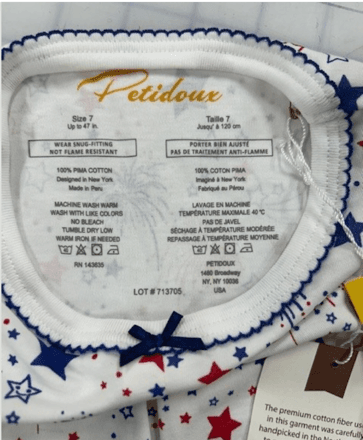 Petidoux
Size 7
Up to 47 in.
WEAR SNUG-FITTING
NOT FLAME RESISTANT
100% PIMA COTTON
Designed in New York
Made in Peru
MACHINE WASH WARM
WASH WITH LIKE COLORS
NO BLEACH
TUMBLE DRY LOW
WARM IRON IF NEEDED
RN 143635
Taille 7
Jusqu' à 120 cm
PORTER BIEN AJUSTÉ
PAS DE TRAITEMENT ANTI-FLAMME
100% COTON PIMA
Imaginé à New York
Fabriqué au Pérou
LAVAGE EN MACHINE
TEMPÉRATURE MAXIMALE 40 °C
PAS DE JAVEL
SÉCHAGE À TEMPÉRATURE MODÉRÉE
REPASSAGE À TEMPÉRATURE MOYENNE
PETIDOUX
1460 Broadway
NY, NY 10036
USA
LOT # 713705
The premium cotton fiber
in this garment was carefully
handpicked in the